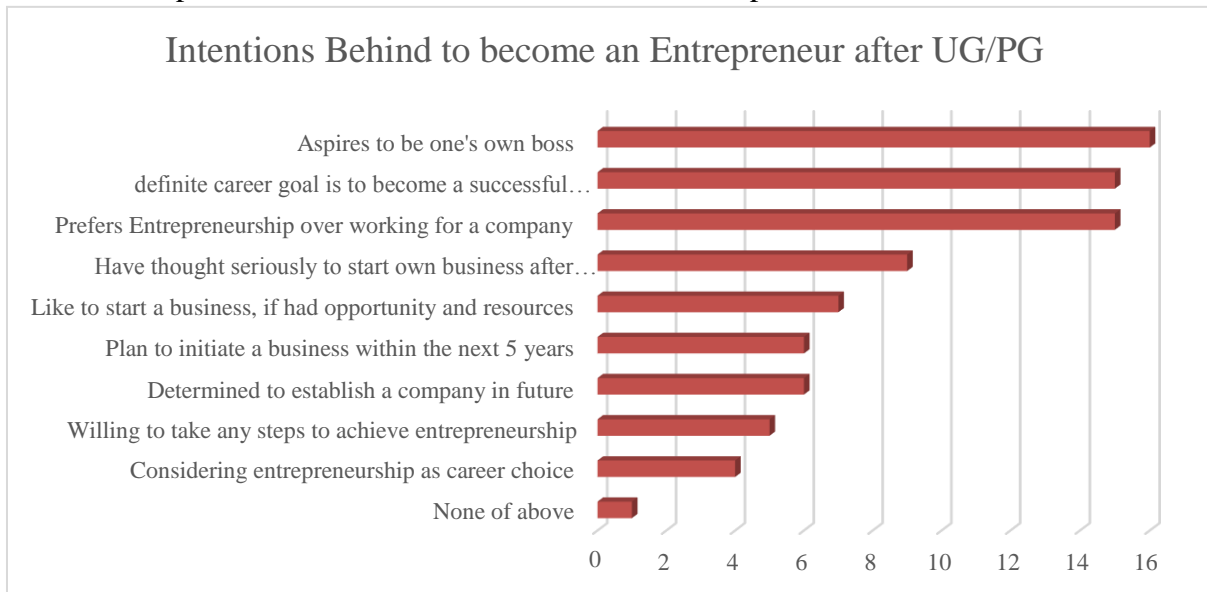 Intentions Behind to become an Entrepreneur after UG/PG
Aspires to be one's own boss
definite career goal is to become a successful…
Prefers Entrepreneurship over working for a company
Have thought seriously to start own business after…
Like to start a business, if had opportunity and resources
Plan to initiate a business within the next 5 years
Determined to establish a company in future
Willing to take any steps to achieve entrepreneurship
Considering entrepreneurship as career choice
None of above
0 2 4 6 8 10 12 14 16